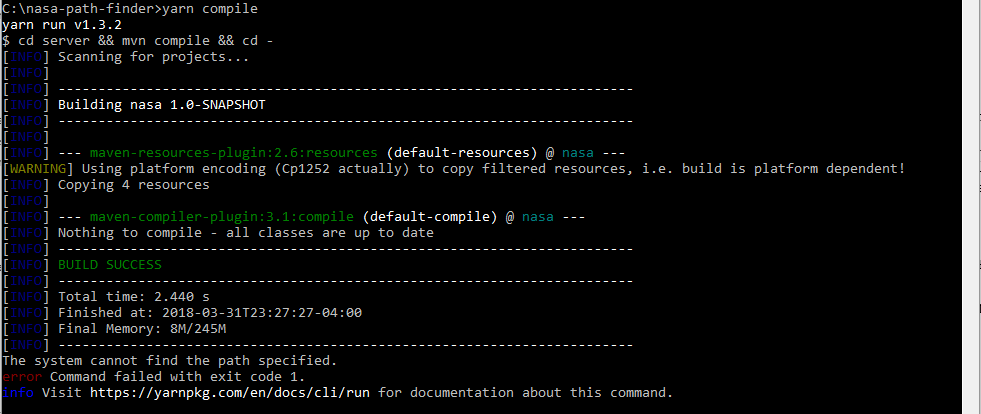 C:\nasa-path-finder>yarn compile
yarn run v1.3.2
$ cd server && mvn compile && cd -
[INFO] Scanning for projects...
[INFO]
[INFO] ------------------------------------------------------------------------
[INFO] Building nasa 1.0-SNAPSHOT
[INFO] ------------------------------------------------------------------------
[INFO]
[INFO] --- maven-resources-plugin:2.6:resources (default-resources) @ nasa ---
[WARNING] Using platform encoding (Cp1252 actually) to copy filtered resources, i.e. build is platform dependent!
[INFO] Copying 4 resources
[INFO]
[INFO] --- maven-compiler-plugin:3.1:compile (default-compile) @ nasa ---
[INFO] Nothing to compile - all classes are up to date
[INFO] ------------------------------------------------------------------------
[INFO] BUILD SUCCESS
[INFO] ------------------------------------------------------------------------
[INFO] Total time: 2.440 s
[INFO] Finished at: 2018-03-31T23:27:27-04:00
[INFO] Final Memory: 8M/245M
[INFO] ------------------------------------------------------------------------
The system cannot find the path specified.
error Command failed with exit code 1.
info Visit https://yarnpkg.com/en/docs/cli/run for documentation about this command.